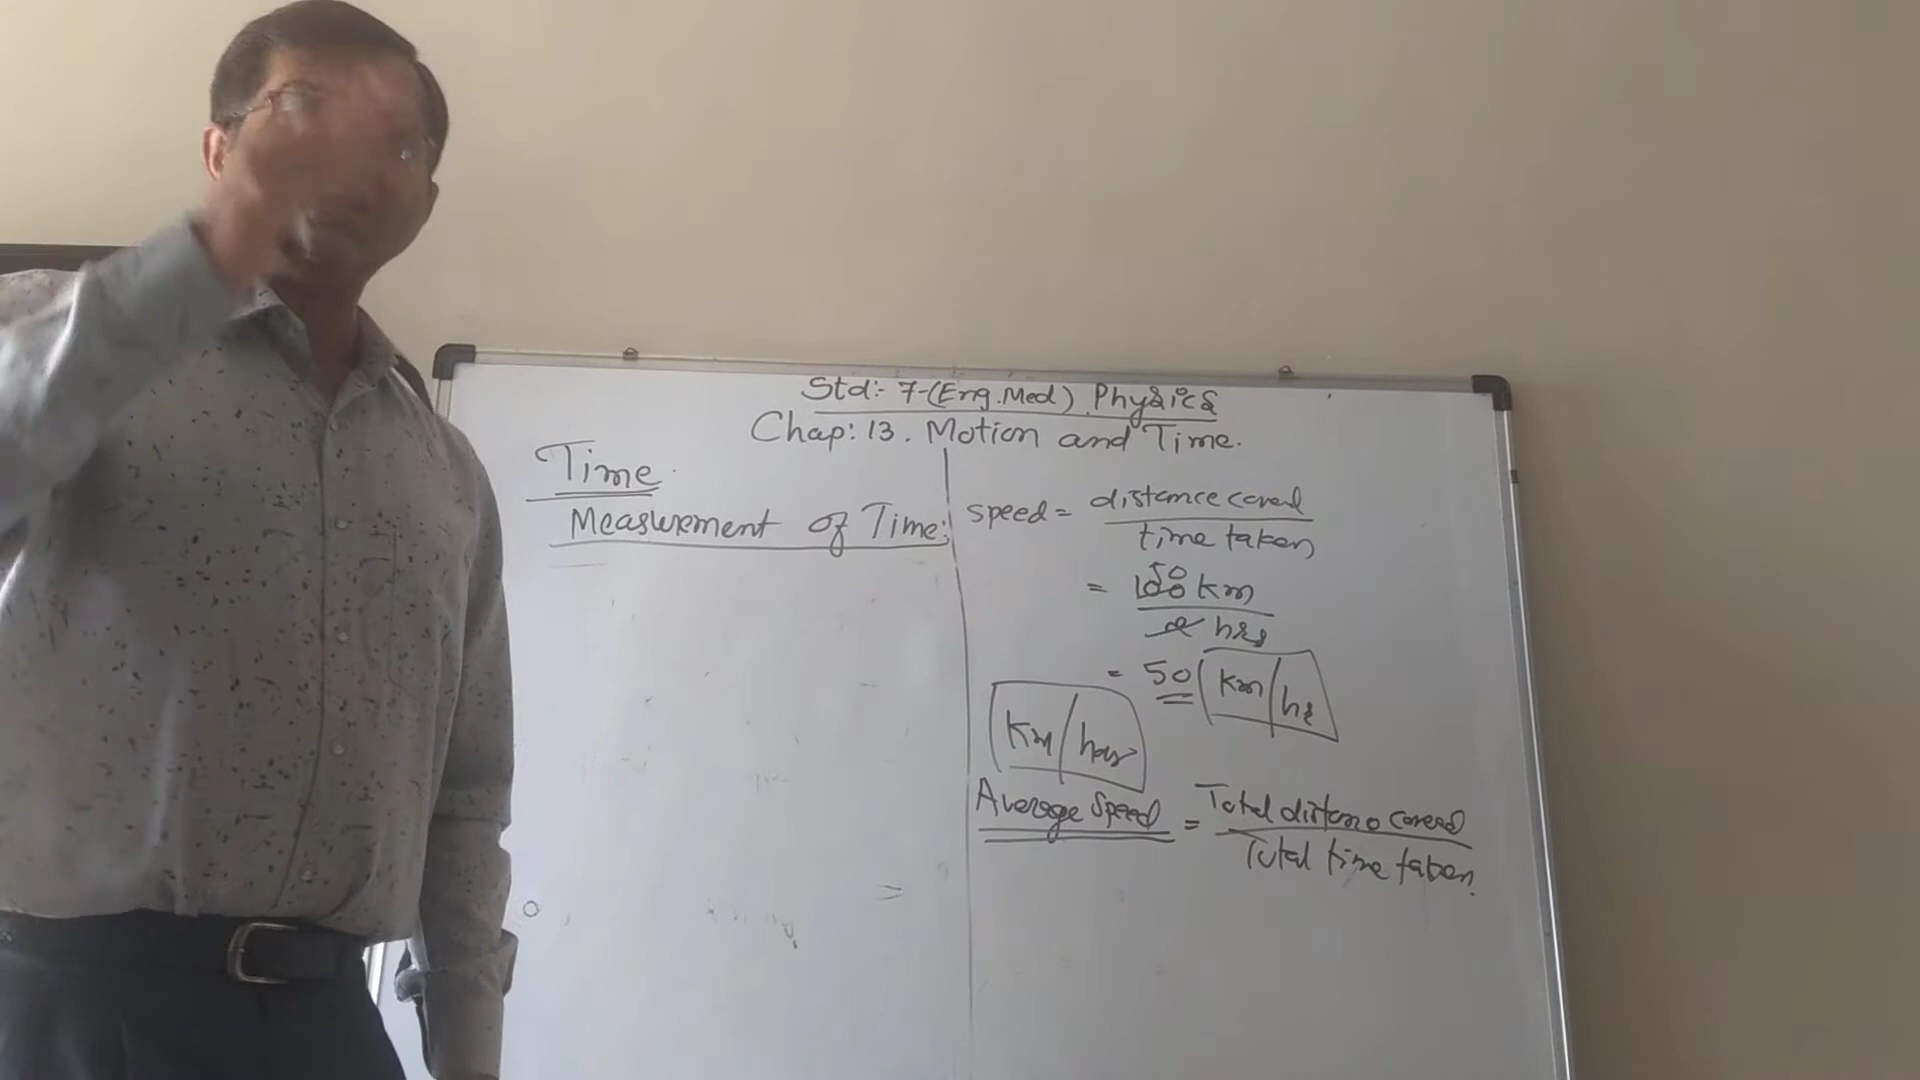 Std:- 7-(Eng.Med) Physics
Chap: 13. Motion and Time.
Time
Measurement of Time:
speed = distance covered
time taken
= 100 50 km
2 hrs
= 50 km/hr
Km/hour
Average speed = Total distance covered
Total time taken.